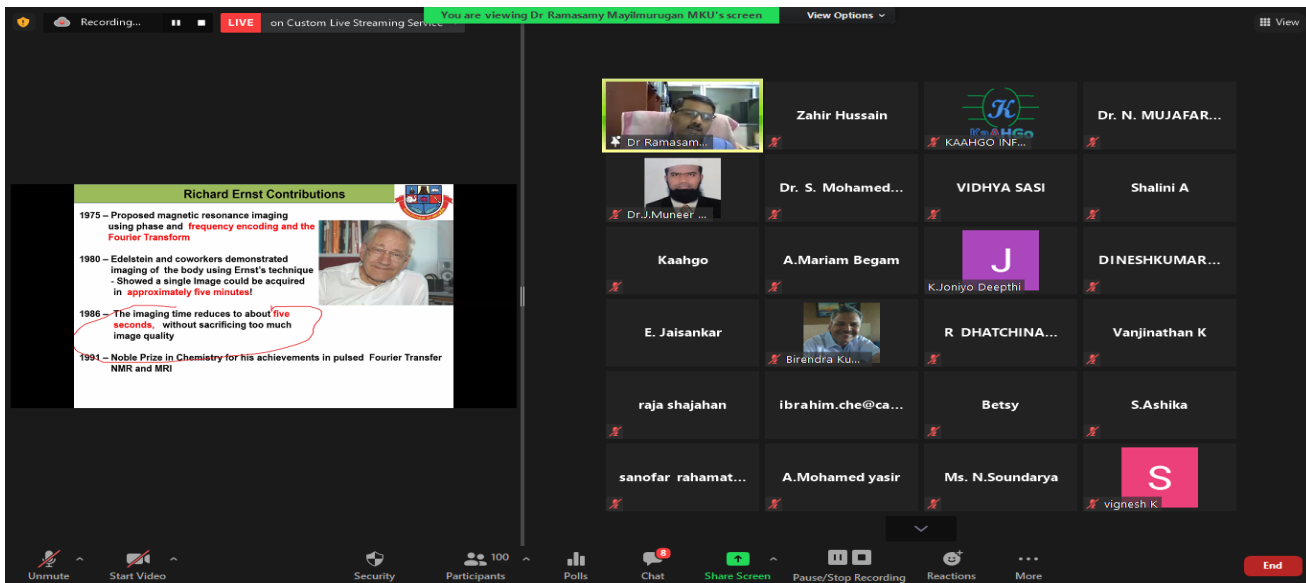 Recording...
LIVE
on Custom Live Streaming Service
You are viewing Dr Ramasamy Mayilmurugan MKU's screen
View Options
View
Richard Ernst Contributions
1975 – Proposed magnetic resonance imaging
using phase and frequency encoding and the
Fourier Transform
1980 – Edelstein and coworkers demonstrated
imaging of the body using Ernst's technique
- Showed a single Image could be acquired
in approximately five minutes!
1986 – The imaging time reduces to about five
seconds, without sacrificing too much
image quality
1991 – Noble Prize in Chemistry for his achievements in pulsed Fourier Transfer
NMR and MRI
Dr Ramasam...
Zahir Hussain
K
KaAHGo
KAAHGO INF...
Dr. N. MUJAFAR...
Dr.J.Muneer ...
Dr. S. Mohamed...
VIDHYA SASI
Shalini A
Kaahgo
A.Mariam Begam
J
K.Joniyo Deepthi
DINESHKUMAR...
E. Jaisankar
Birendra Ku...
R DHATCHINA...
Vanjinathan K
raja shajahan
ibrahim.che@ca...
Betsy
S.Ashika
sanofar rahamat...
A.Mohamed yasir
Ms. N.Soundarya
S
vignesh K
Unmute
Start Video
Security
100
Participants
Polls
8
Chat
Share Screen
Pause/Stop Recording
Reactions
More
End